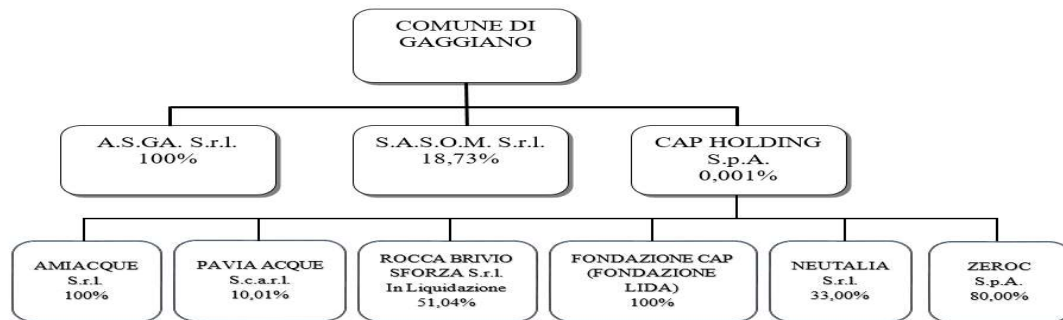 COMUNE DI
GAGGIANO
A.S.GA. S.r.l.
100%
S.A.S.O.M. S.r.l.
18,73%
CAP HOLDING
S.p.A.
0,001%
AMIACQUE
S.r.l.
100%
PAVIA ACQUE
S.c.a.r.l.
10,01%
ROCCA BRIVIO
SFORZA S.r.l.
In Liquidazione
51,04%
FONDAZIONE CAP
(FONDAZIONE
LIDA)
100%
NEUTALIA
S.r.l.
33,00%
ZEROC
S.p.A.
80,00%